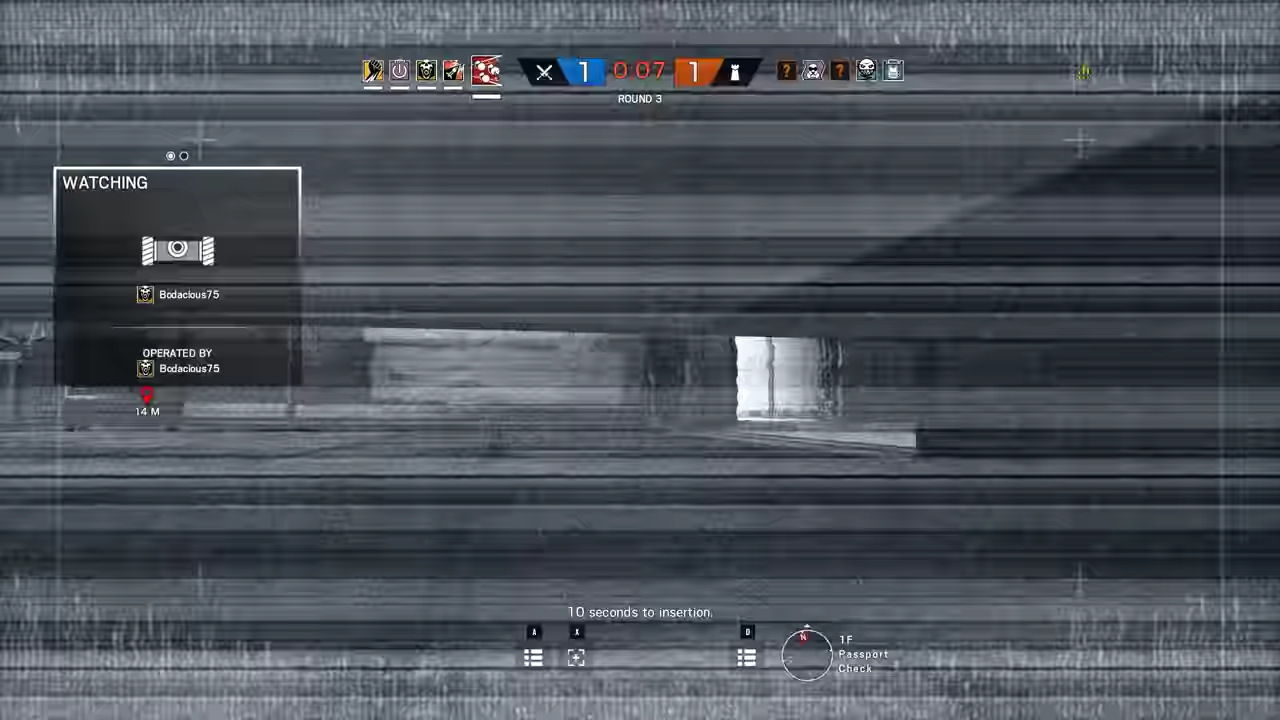 1 0:07 1
? ?
ROUND 3
WATCHING
Bodacious75
OPERATED BY
Bodacious75
14 M
10 seconds to insertion.
A X D
N
1F
Passport
Check